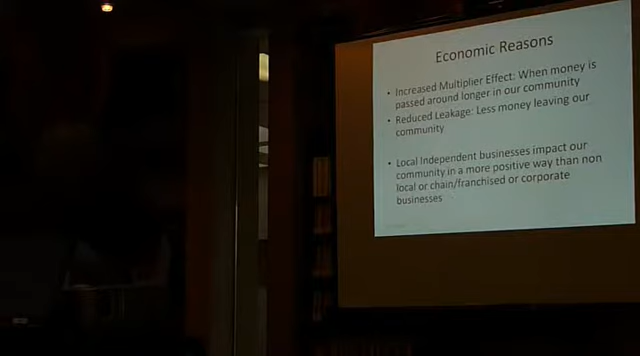 Economic Reasons
• Increased Multiplier Effect: When money is
passed around longer in our community
• Reduced Leakage: Less money leaving our
community
• Local Independent businesses impact our
community in a more positive way than non
local or chain/franchised or corporate
businesses